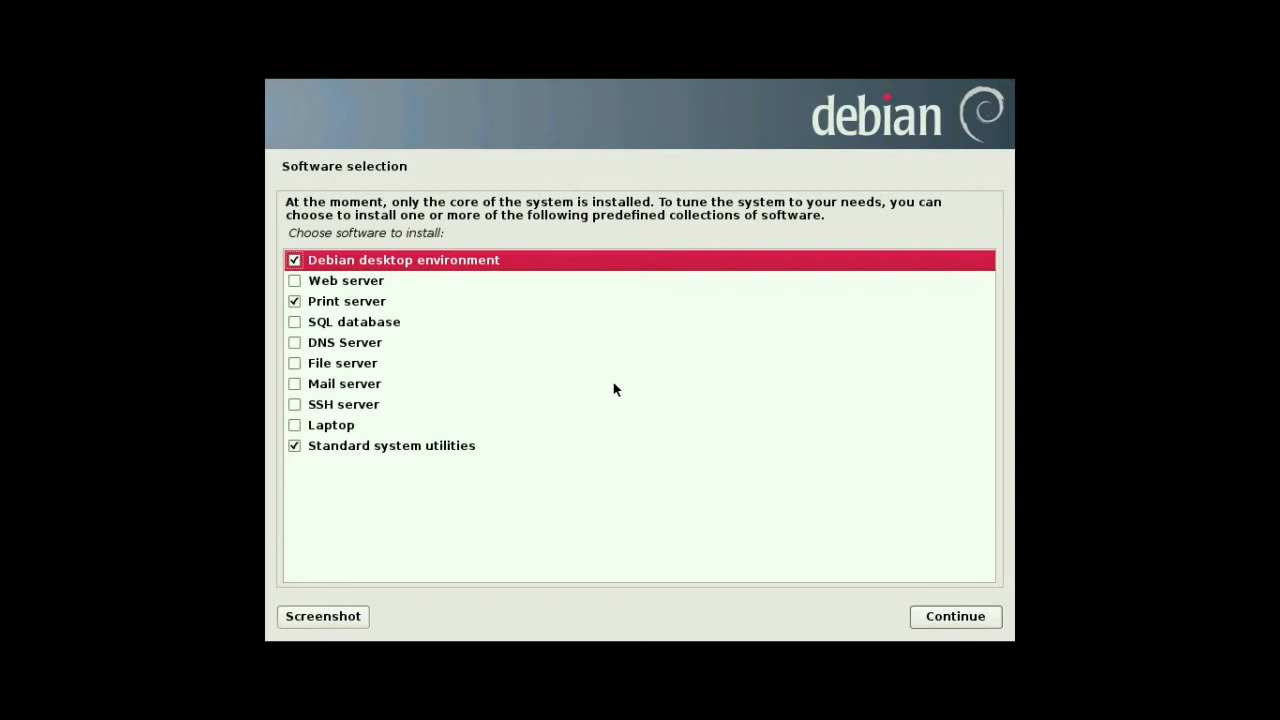 debian
Software selection
At the moment, only the core of the system is installed. To tune the system to your needs, you can
choose to install one or more of the following predefined collections of software.
Choose software to install:
Debian desktop environment
Web server
Print server
SQL database
DNS Server
File server
Mail server
SSH server
Laptop
Standard system utilities
Screenshot
Continue